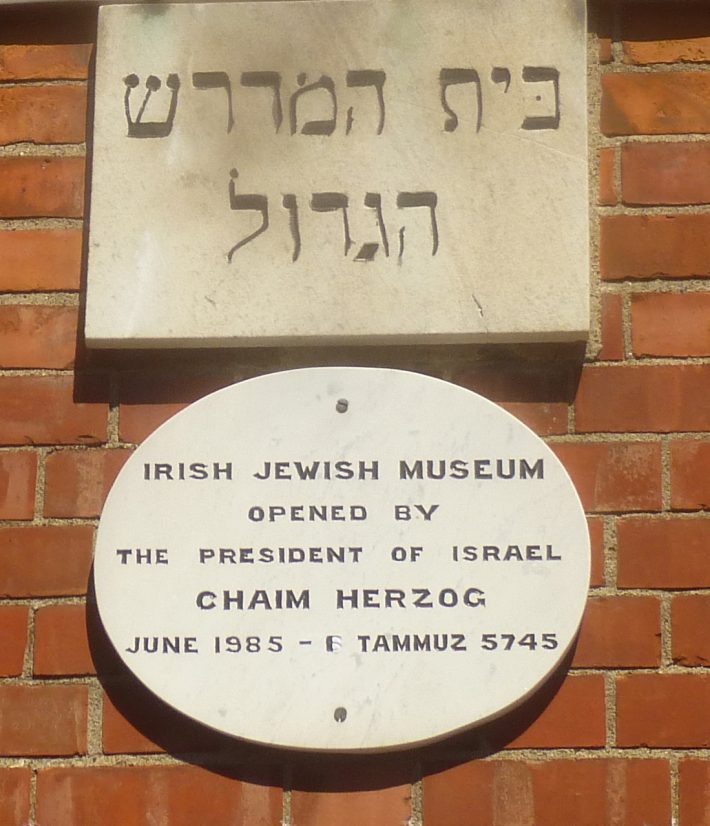 בית המדרש
הגדול
IRISH JEWISH MUSEUM
OPENED BY
THE PRESIDENT OF ISRAEL
CHAIM HERZOG
JUNE 1985 - 6 TAMMUZ 5745